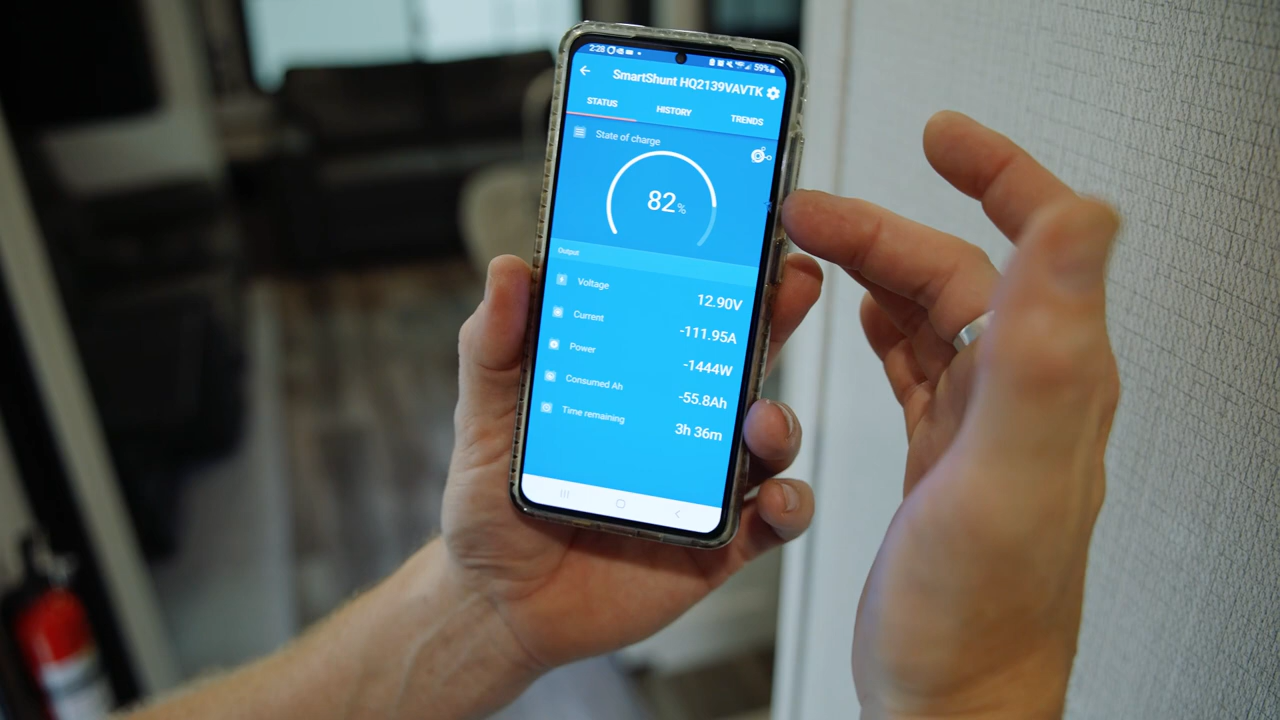 2:28 59%
SmartShunt HQ2139VAVTK
STATUS HISTORY TRENDS
State of charge
82%
Output
Voltage 12.90V
Current -111.95A
Power -1444W
Consumed Ah -55.8Ah
Time remaining 3h 36m